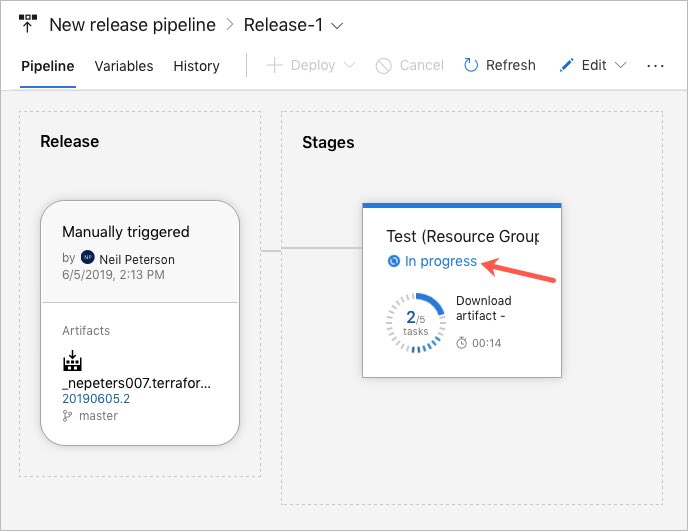 New release pipeline > Release-1
Pipeline Variables History + Deploy Cancel Refresh Edit ...
Release
Manually triggered
by NP Neil Peterson
6/5/2019, 2:13 PM
Artifacts
_nepeters007.terrafor...
20190605.2
master
Stages
Test (Resource Group
In progress
2/5
tasks
Download
artifact -
00:14